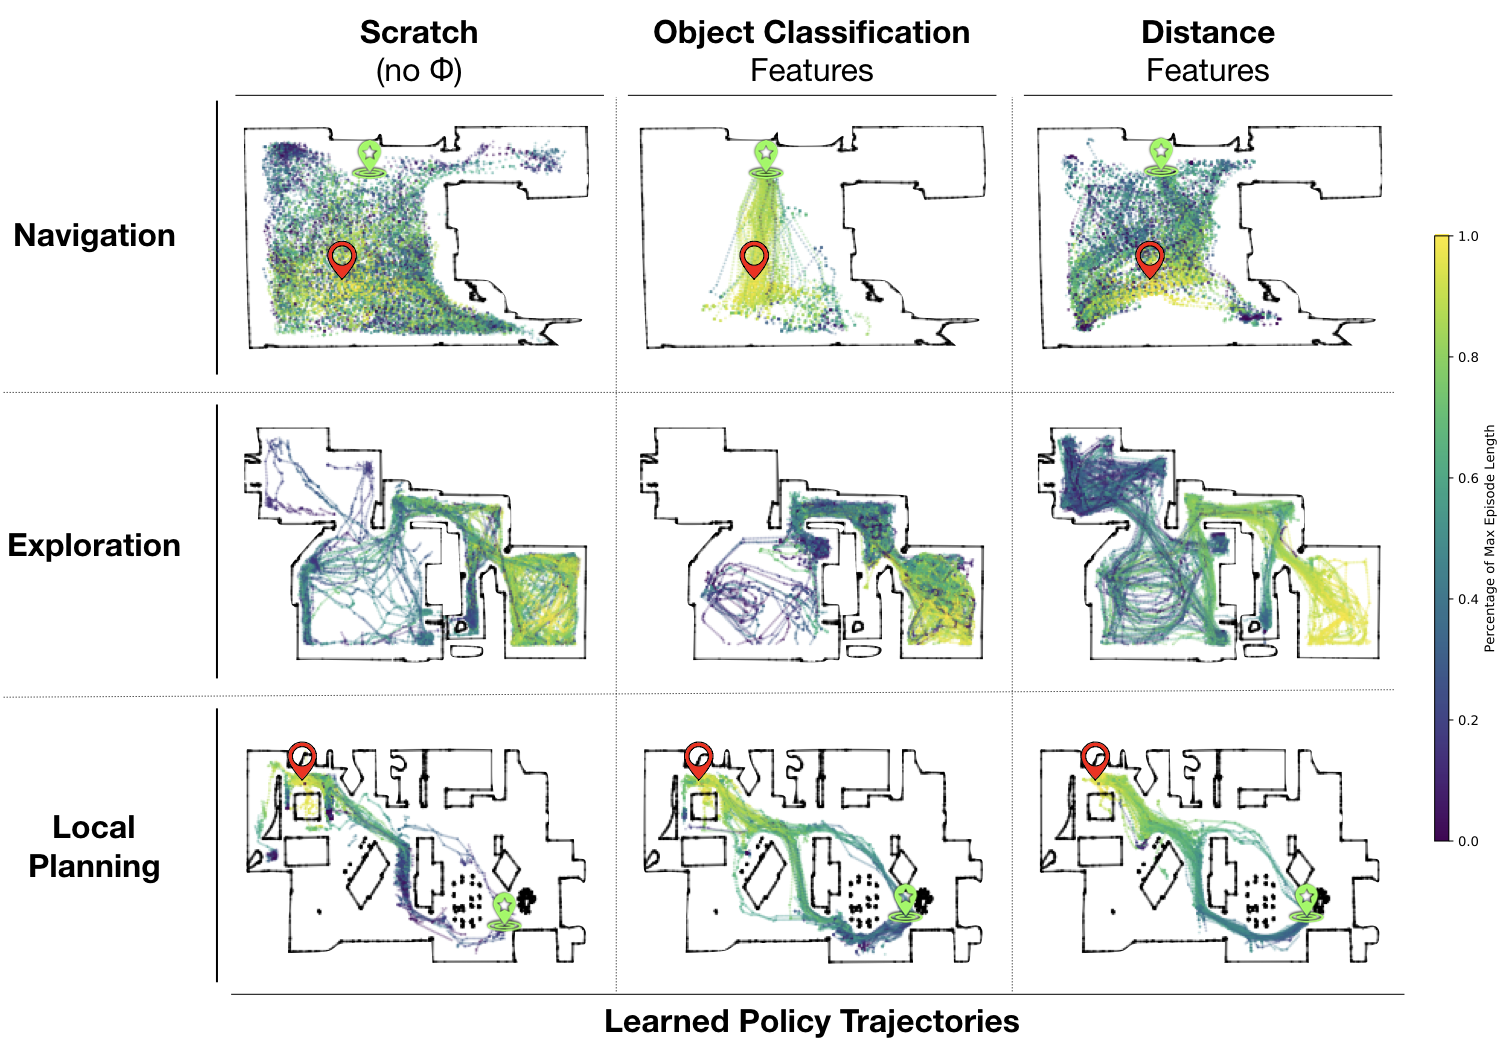 Scratch
(no Φ)
Object Classification
Features
Distance
Features
Navigation
Exploration
Local
Planning
1.0
0.8
0.6
0.4
0.2
0.0
Percentage of Max Episode Length
Learned Policy Trajectories